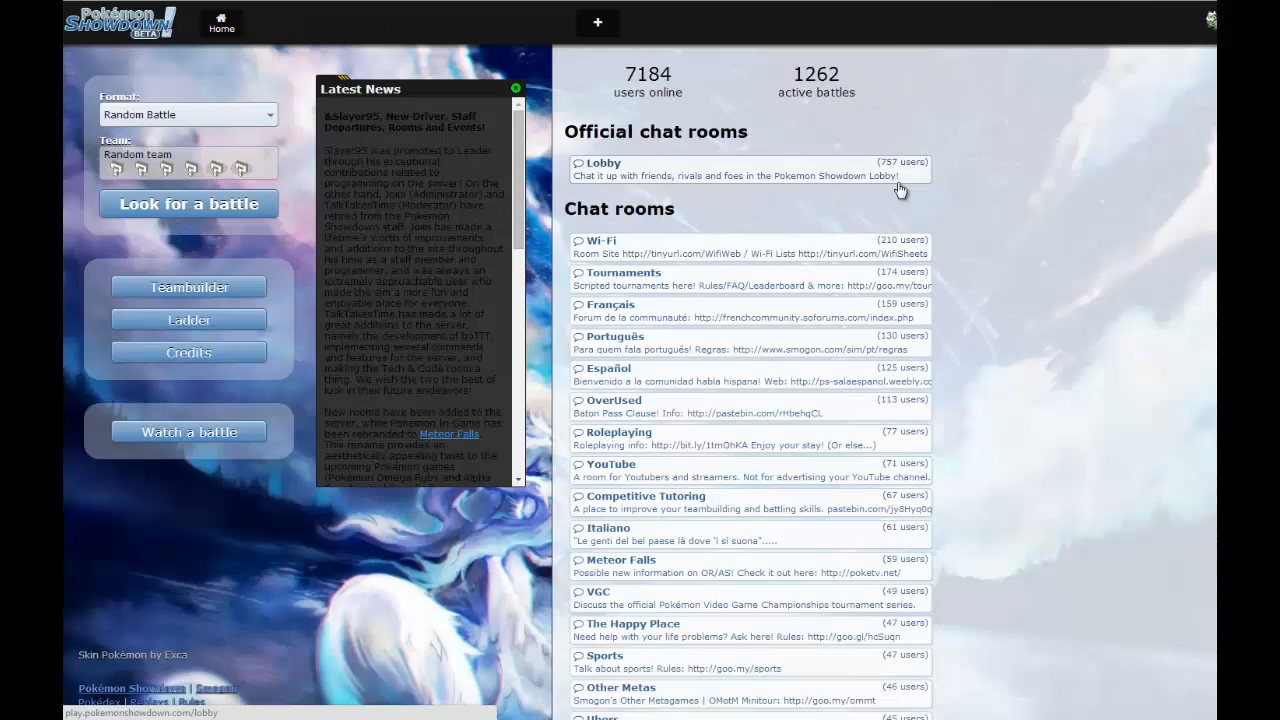 Pokémon
SHOWDOWN!
BETA
Home
+
Format:
Random Battle
Team:
Random team
Look for a battle
Teambuilder
Ladder
Credits
Watch a battle
Skin Pokémon by Exca
Pokémon Showdown | Smogon
Pokédex | Replays | Rules
play.pokemonshowdown.com/lobby
Latest News
&Slayer95, New Driver, Staff
Departures, Rooms and Events!
Slayer95 was promoted to Leader
through his exceptional
contributions related to
programming on the server! On the
other hand, Joim (Administrator) and
TalkTakesTime (Moderator) have
retired from the Pokémon
Showdown staff. Joim has made a
lifetime's worth of improvements
and additions to the site throughout
his time as a staff member and
programmer, and was always an
extremely approachable user who
made the sim a more fun and
enjoyable place for everyone.
TalkTakesTime has made a lot of
great additions to the server,
namely the development of boTTT,
implementing several commands
and features for the server, and
making the Tech & Code room a
thing. We wish the two the best of
luck in their future endeavors!
New rooms have been added to the
server, while Pokémon In-Game has
been rebranded to Meteor Falls.
This rename provides an
aesthetically appealing twist to the
upcoming Pokémon games
(Pokémon Omega Ruby and Alpha
7184
users online
1262
active battles
Official chat rooms
Lobby (757 users)
Chat it up with friends, rivals and foes in the Pokemon Showdown Lobby!
Chat rooms
Wi-Fi (210 users)
Room Site http://tinyurl.com/WifiWeb / Wi-Fi Lists http://tinyurl.com/WifiSheets
Tournaments (174 users)
Scripted tournaments here! Rules/FAQ/Leaderboard & more: http://goo.my/tour
Français (159 users)
Forum de la communauté: http://frenchcommunity.soforums.com/index.php
Português (130 users)
Para quem fala português! Regras: http://www.smogon.com/sim/pt/regras
Español (125 users)
Bienvenido a la comunidad habla hispana! Web: http://ps-salaespanol.weebly.cc
OverUsed (113 users)
Baton Pass Clause! Info: http://pastebin.com/rHbehqCL
Roleplaying (77 users)
Roleplaying info: http://bit.ly/1tmOhKA Enjoy your stay! (Or else...)
YouTube (71 users)
A room for Youtubers and streamers. Not for advertising your YouTube channel.
Competitive Tutoring (67 users)
A place to improve your teambuilding and battling skills. pastebin.com/jy8Hyq0q
Italiano (61 users)
"Le genti del bel paese là dove 'l sì suona".....
Meteor Falls (59 users)
Possible new information on OR/AS! Check it out here: http://poketv.net/
VGC (49 users)
Discuss the official Pokémon Video Game Championships tournament series.
The Happy Place (47 users)
Need help with your life problems? Ask here! Rules: http://goo.gl/hcSuqn
Sports (47 users)
Talk about sports! Rules: http://goo.my/sports
Other Metas (46 users)
Smogon's Other Metagames | OMotM Minitour: http://goo.my/ommt
Ubers (45 users)